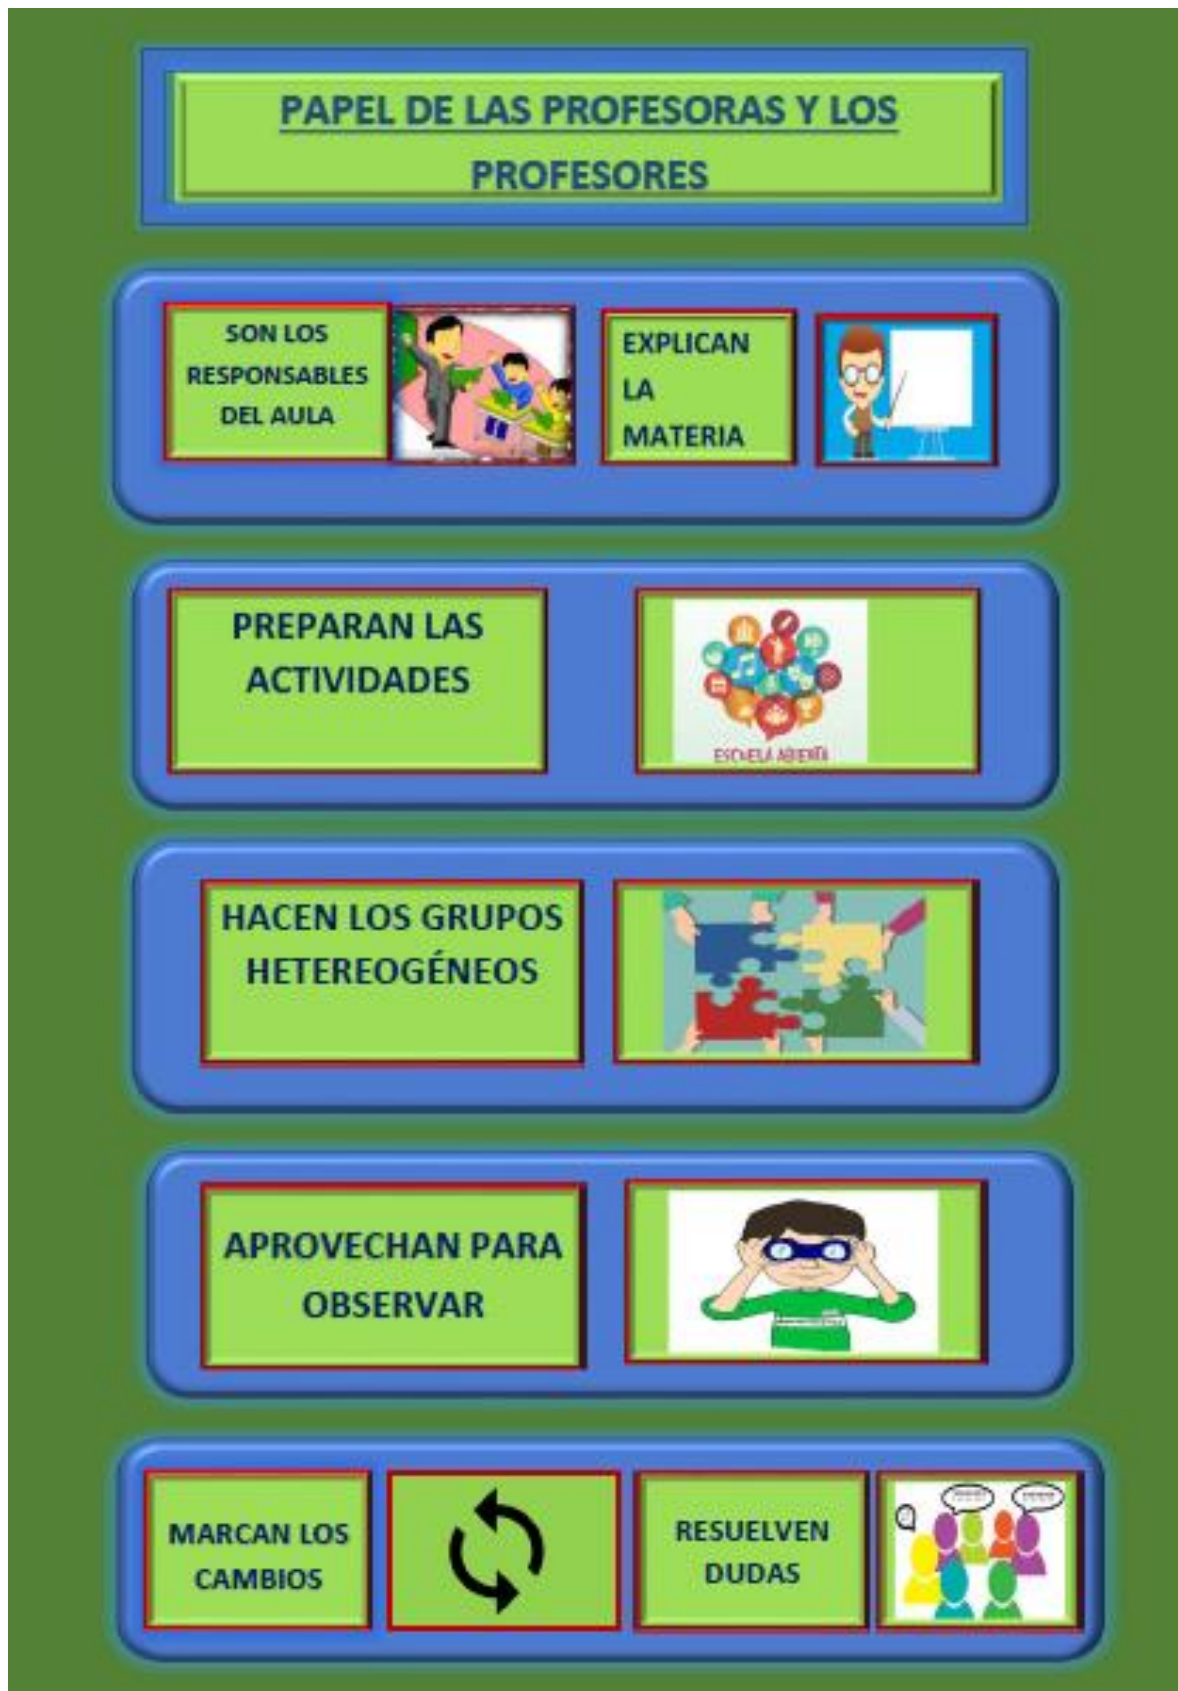 PAPEL DE LAS PROFESORAS Y LOS
PROFESORES
SON LOS
RESPONSABLES
DEL AULA
EXPLICAN
LA
MATERIA
PREPARAN LAS
ACTIVIDADES
ESCUELA ABIERTA
HACEN LOS GRUPOS
HETEREOGÉNEOS
APROVECHAN PARA
OBSERVAR
MARCAN LOS
CAMBIOS
RESUELVEN
DUDAS